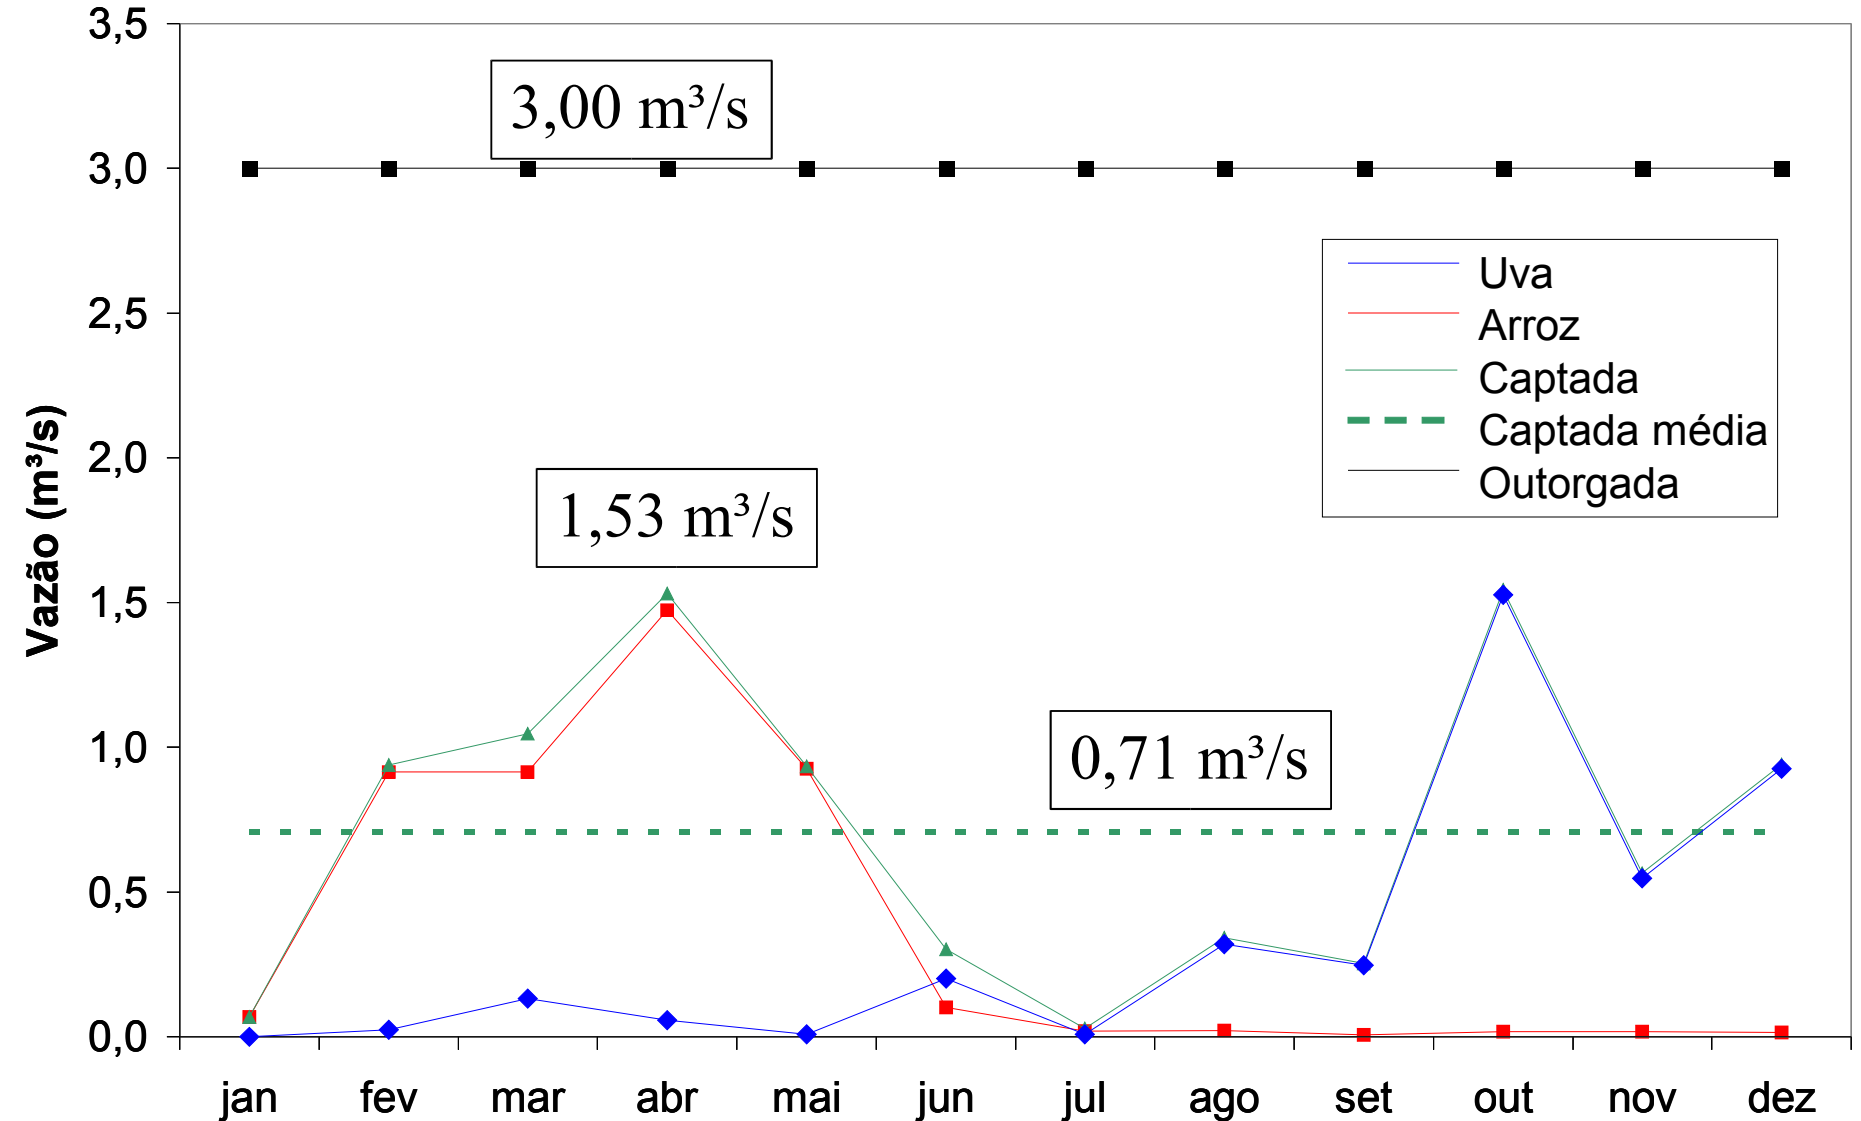 3,5
3,00 m³/s
3,0
Uva
2,5
Arroz
Captada
Captada média
Outorgada
2,0
Vazão (m³/s)
1,53 m³/s
1,5
0,71 m³/s
1,0
0,5
0,0
jan fev mar abr mai jun jul ago set out nov dez